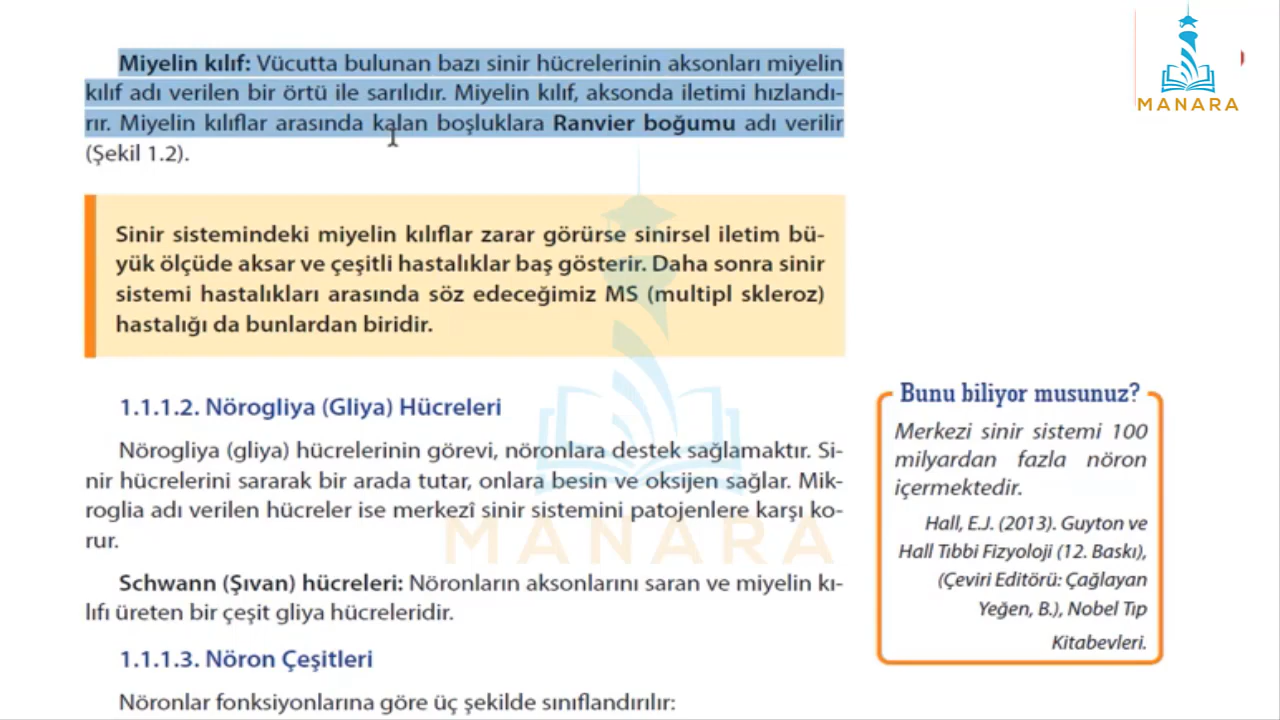 Miyelin kılıf: Vücutta bulunan bazı sinir hücrelerinin aksonları miyelin
kılıf adı verilen bir örtü ile sarılıdır. Miyelin kılıf, aksonda iletimi hızlandı-
rır. Miyelin kılıflar arasında kalan boşluklara Ranvier boğumu adı verilir
(Şekil 1.2).
Sinir sistemindeki miyelin kılıflar zarar görürse sinirsel iletim bü-
yük ölçüde aksar ve çeşitli hastalıklar baş gösterir. Daha sonra sinir
sistemi hastalıkları arasında söz edeceğimiz MS (multipl skleroz)
hastalığı da bunlardan biridir.
1.1.1.2. Nörogliya (Gliya) Hücreleri
Nörogliya (gliya) hücrelerinin görevi, nöronlara destek sağlamaktır. Si-
nir hücrelerini sararak bir arada tutar, onlara besin ve oksijen sağlar. Mik-
roglia adı verilen hücreler ise merkezî sinir sistemini patojenlere karşı ko-
rur.
Schwann (Şıvan) hücreleri: Nöronların aksonlarını saran ve miyelin kı-
lıfı üreten bir çeşit gliya hücreleridir.
1.1.1.3. Nöron Çeşitleri
Nöronlar fonksiyonlarına göre üç şekilde sınıflandırılır:
MANARA
Bunu biliyor musunuz?
Merkezi sinir sistemi 100
milyardan fazla nöron
içermektedir.
Hall, E.J. (2013). Guyton ve
Hall Tıbbi Fizyoloji (12. Baskı),
(Çeviri Editörü: Çağlayan
Yeğen, B.), Nobel Tıp
Kitabevleri.
MANARA